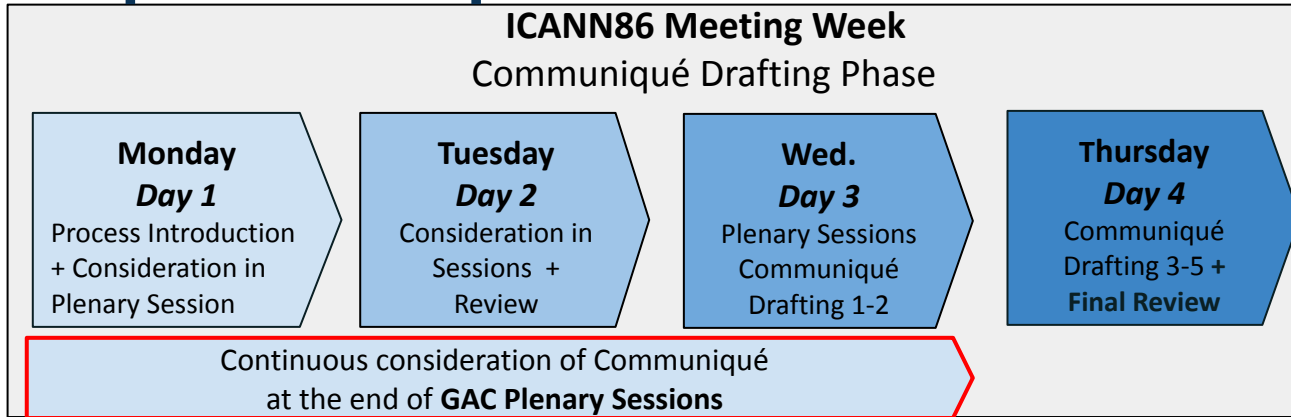 ICANN86 Meeting Week
Communiqué Drafting Phase
Monday
Day 1
Process Introduction
+ Consideration in
Plenary Session
Tuesday
Day 2
Consideration in
Sessions +
Review
Wed.
Day 3
Plenary Sessions
Communiqué
Drafting 1-2
Thursday
Day 4
Communiqué
Drafting 3-5 +
Final Review
Continuous consideration of Communiqué
at the end of GAC Plenary Sessions